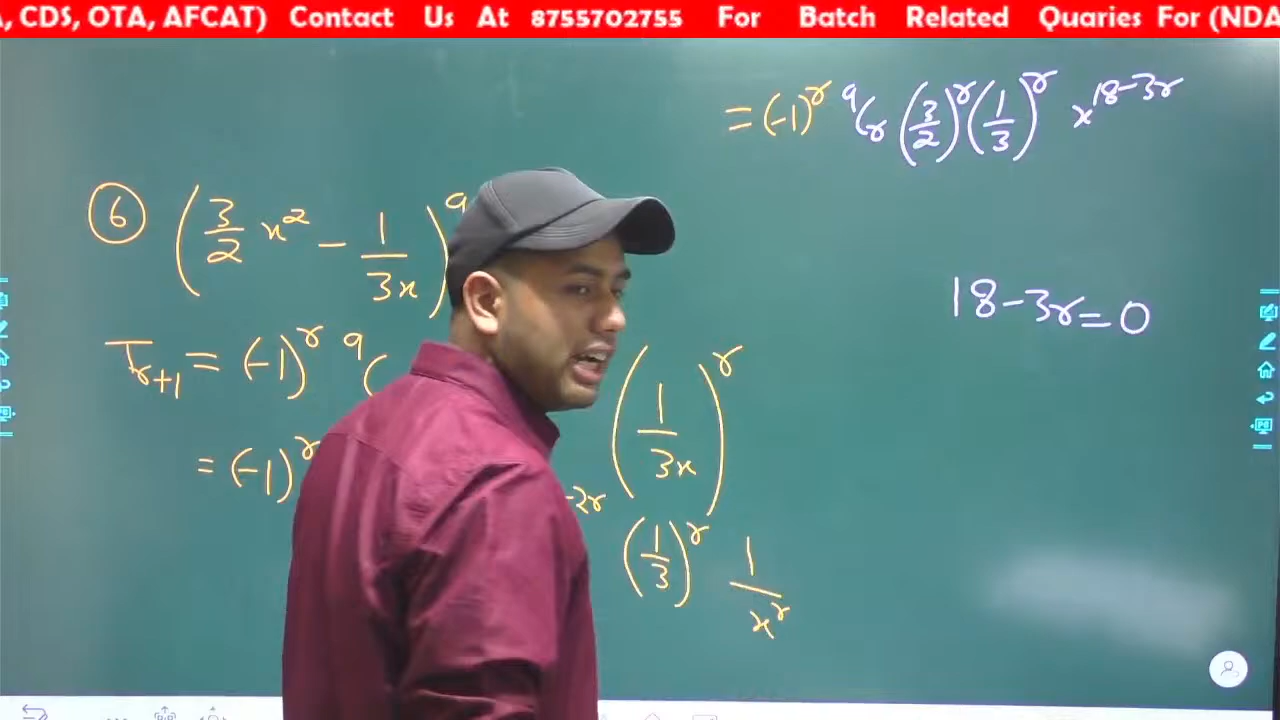 , CDS, OTA, AFCAT) Contact Us At 8755702755 For Batch Related Quaries For (NDA
= (-1)^r 9Cr (3/2)^r (1/3)^r x^{18-3r}
6 (3/2 x^2 - 1/3x)^9
18-3r=0
T_{r+1} = (-1)^r 9C (1/3x)^r
= (-1)^r -2r (1/3)^r 1/x^r